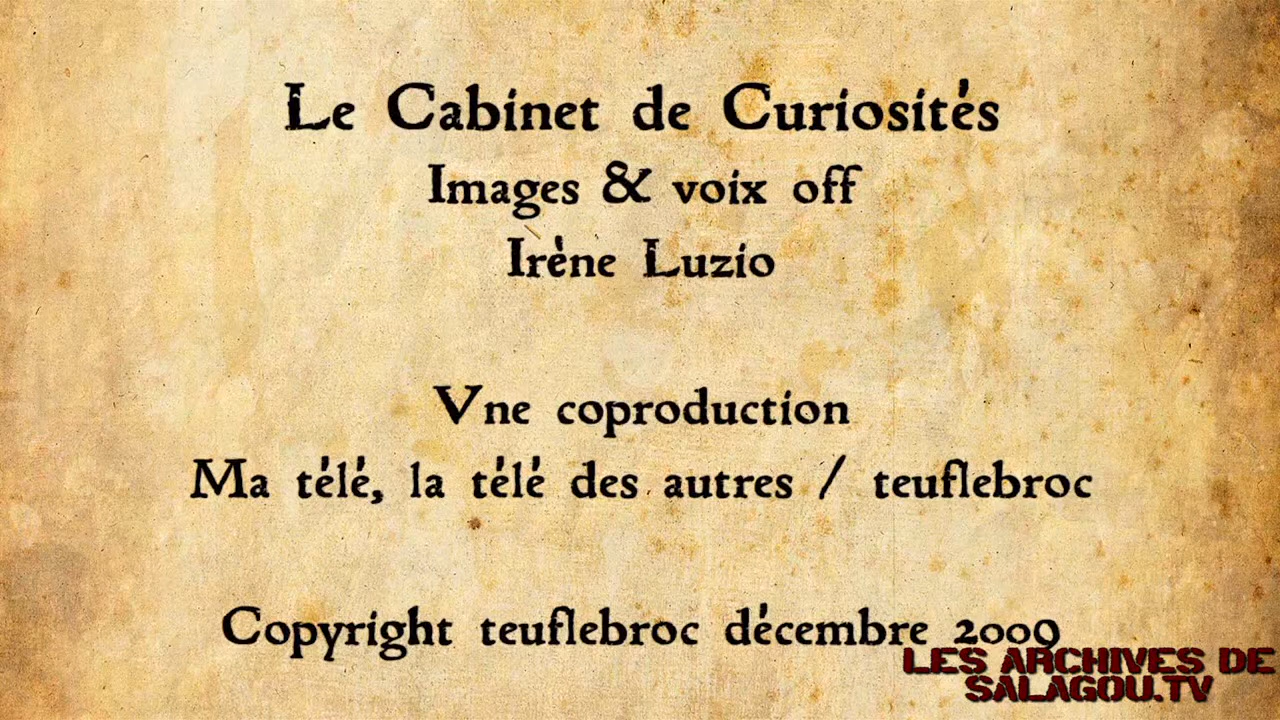 Le Cabinet de Curiosités
Images & voix off
Irène Luzio
Vne coproduction
Ma télé, la télé des autres / teuflebroc
Copyright teuflebroc décembre 2009
LES ARCHIVES DE
SALAGOU.TV